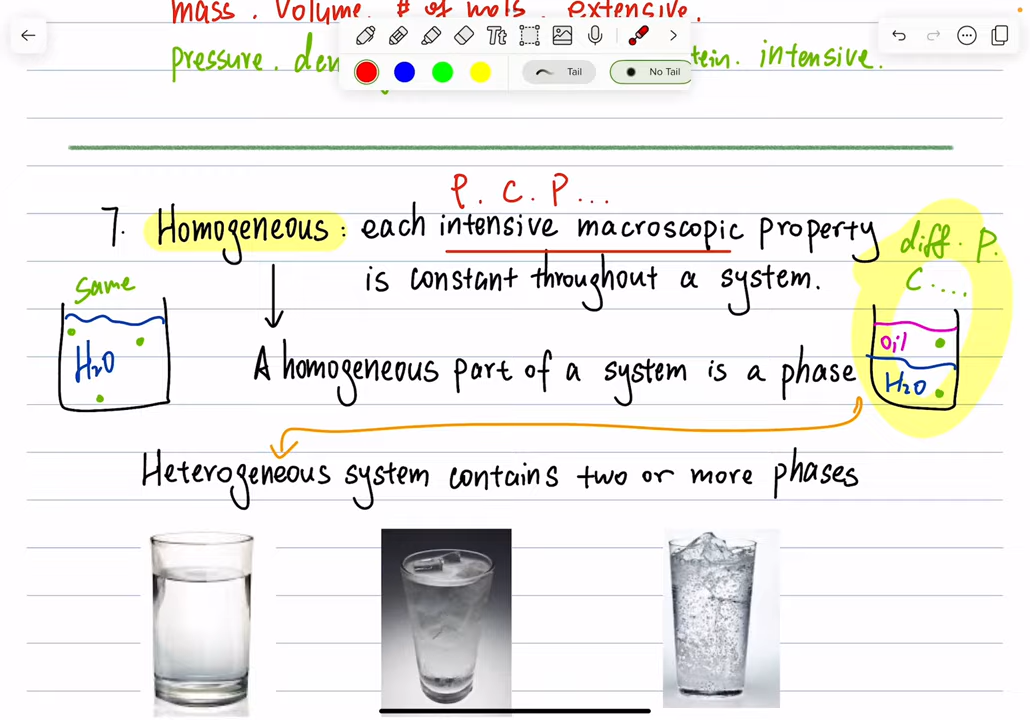 mass. Volume. # of mols. extensive.
Tt
pressure.
tein. intensive.
Tail
No Tail
P. C. P...
7. Homogeneous: each intensive macroscopic property
is constant throughout a system.
same
H₂O
diff. P.
C....
oil
H₂O
A homogeneous part of a system is a phase
Heterogeneous system contains two or more phases